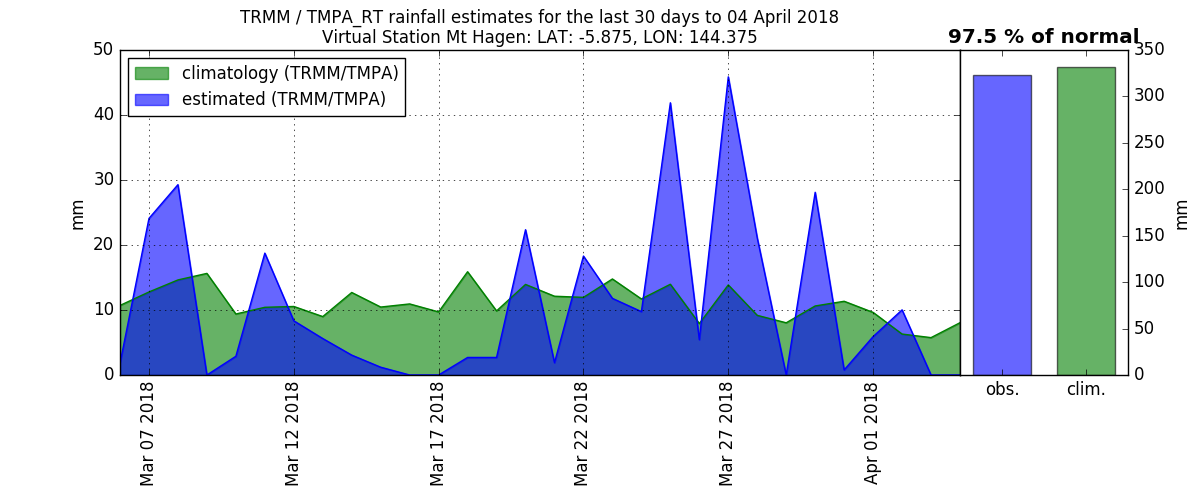 TRMM / TMPA_RT rainfall estimates for the last 30 days to 04 April 2018
Virtual Station Mt Hagen: LAT: -5.875, LON: 144.375
97.5 % of normal
climatology (TRMM/TMPA)
estimated (TRMM/TMPA)
mm
50
40
30
20
10
0
Mar 07 2018
Mar 12 2018
Mar 17 2018
Mar 22 2018
Mar 27 2018
Apr 01 2018
obs.
clim.
350
300
250
200
150
100
50
0
mm